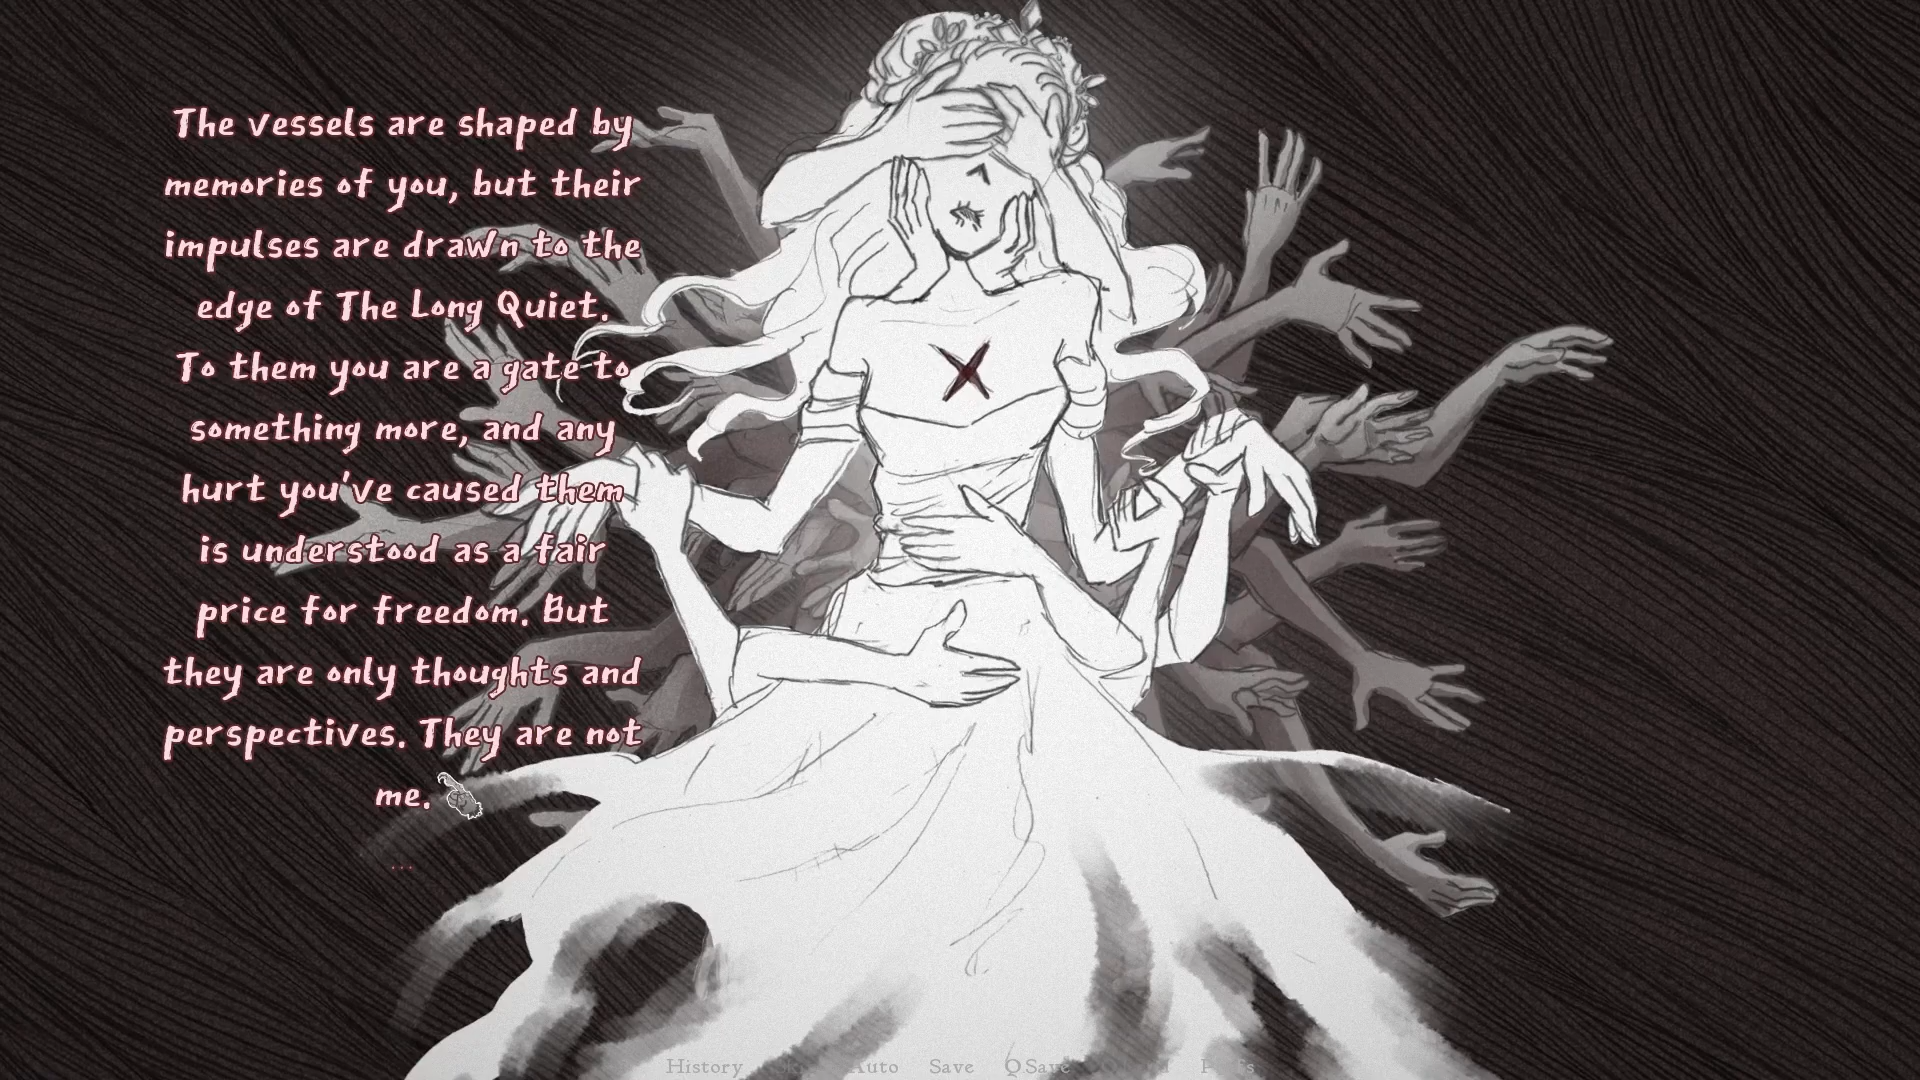 The vessels are shaped by
memories of you, but their
impulses are drawn to the
edge of The Long Quiet.
To them you are a gate to
something more, and any
hurt you've caused them
is understood as a fair
price for freedom. But
they are only thoughts and
perspectives. They are not
me.
...
History Auto Save Q.Save